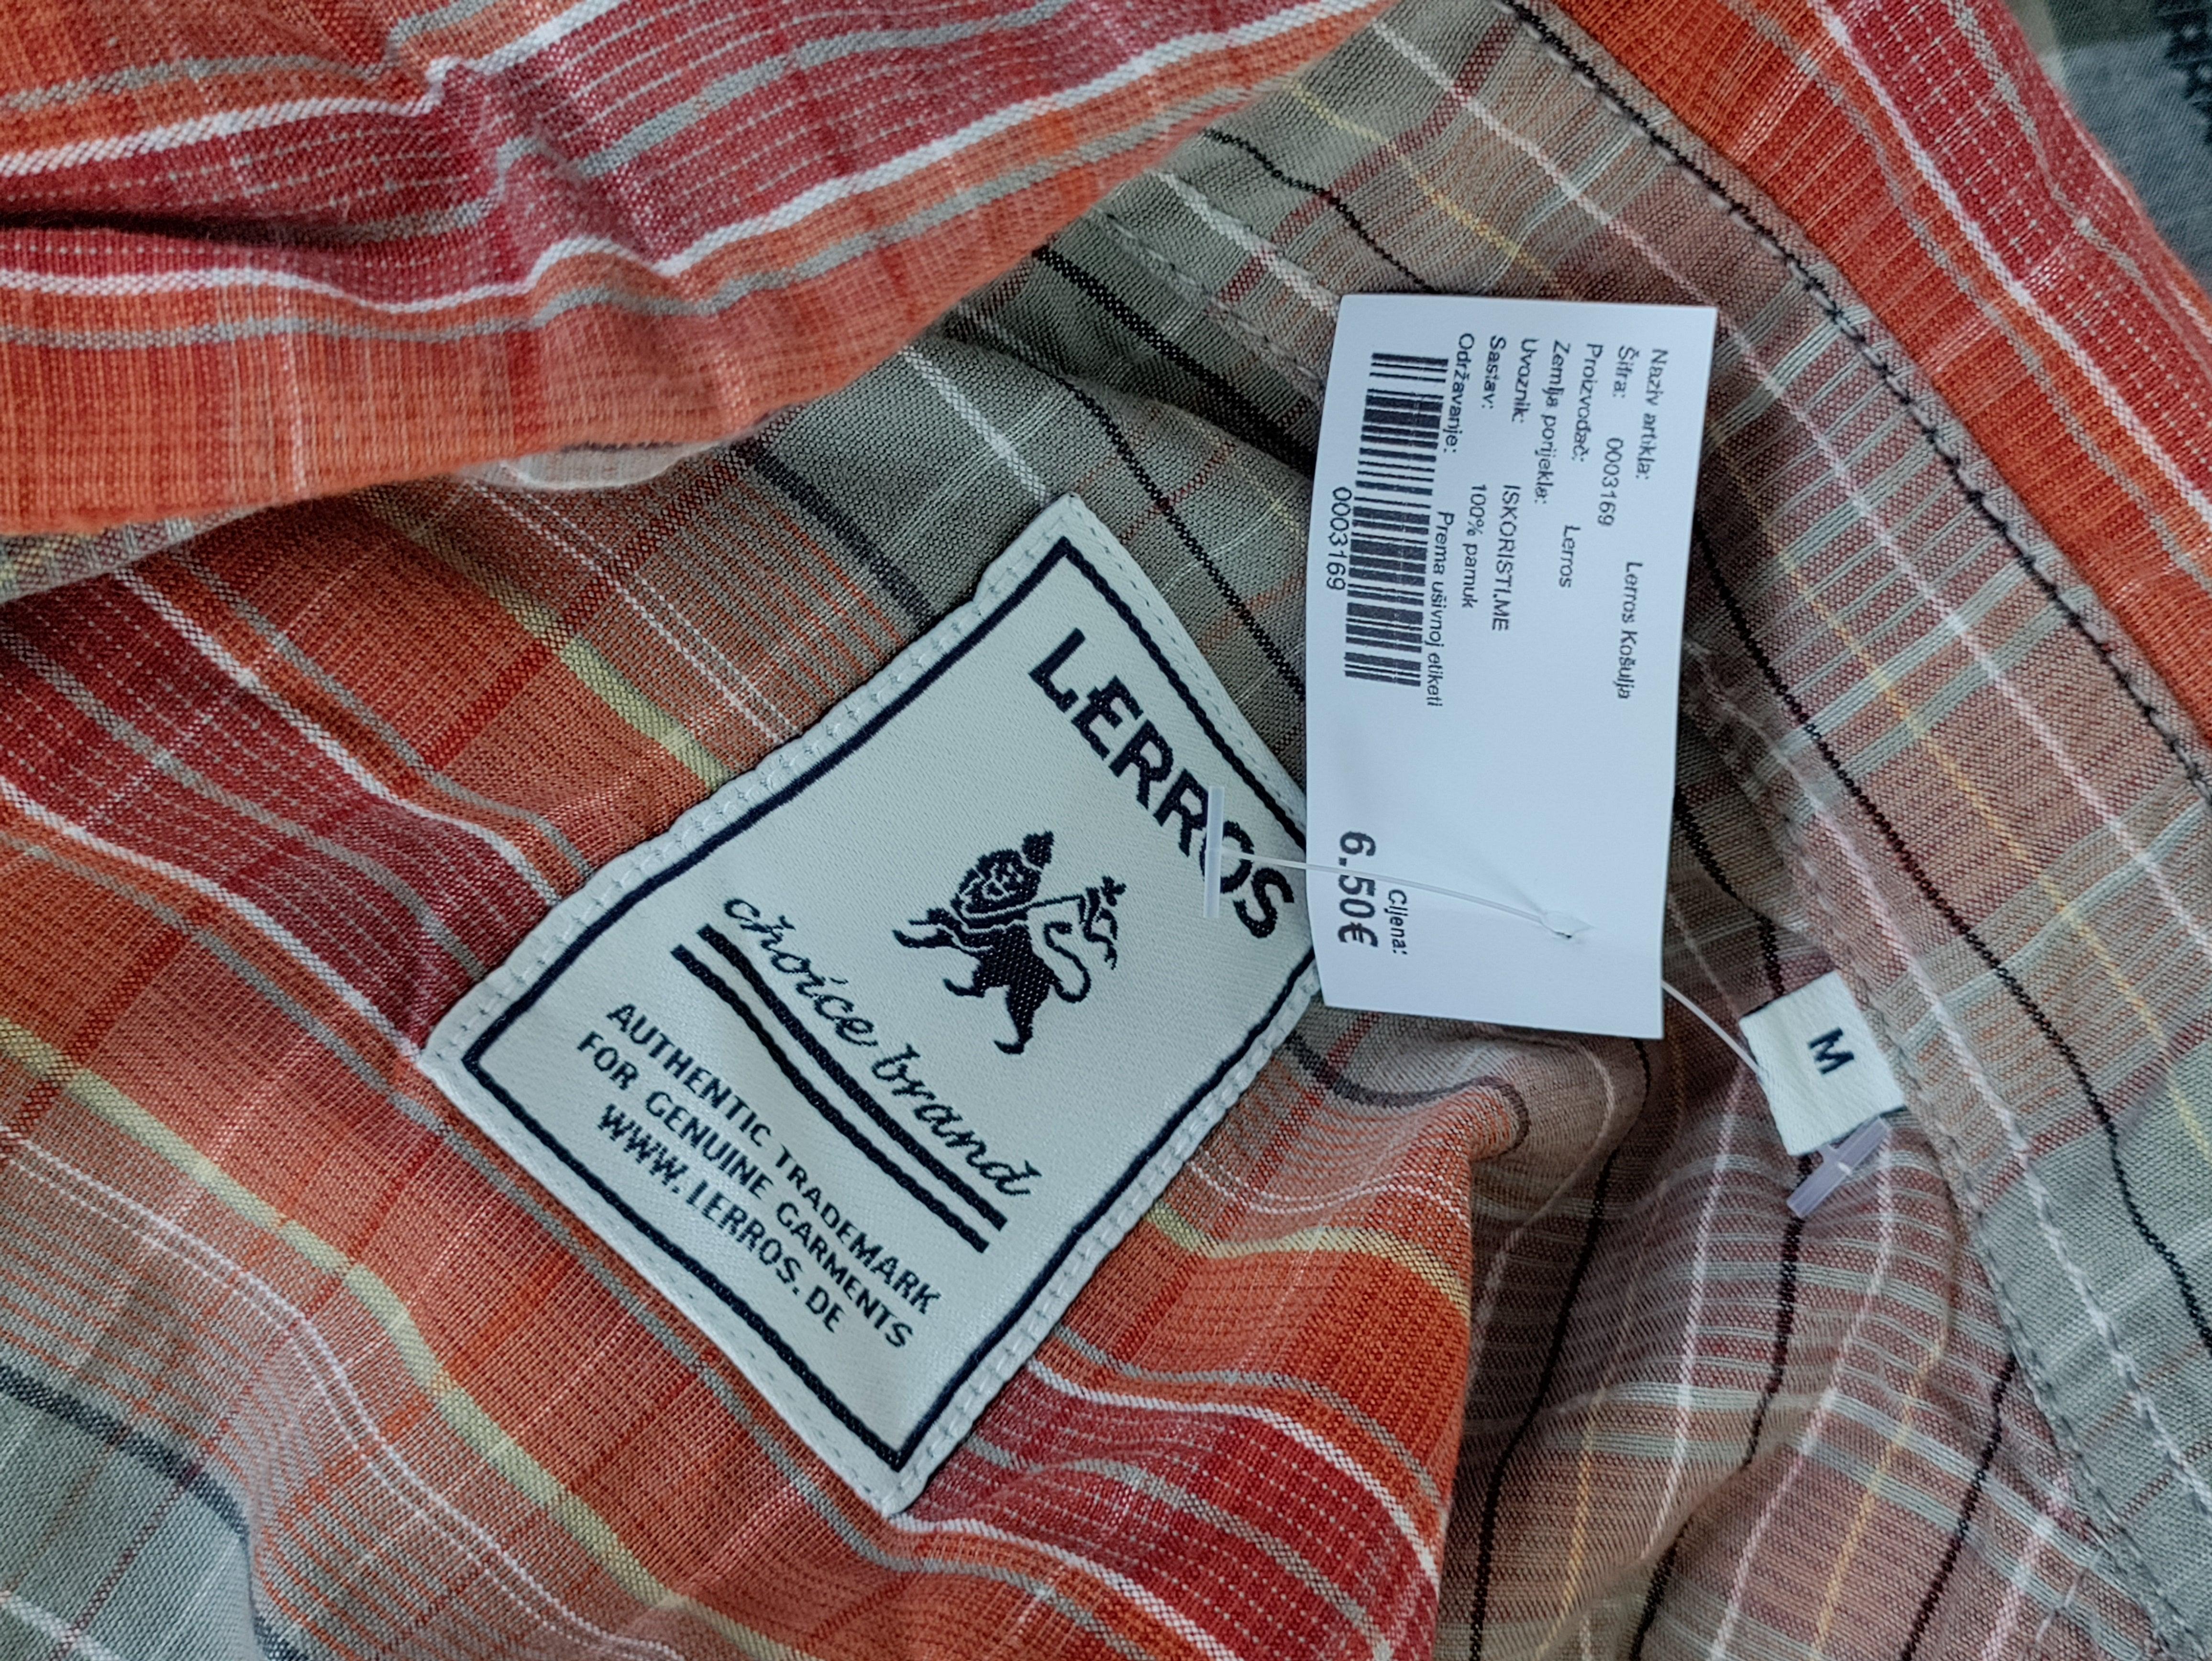 Naziv artikla: Lerros Košulja
Šifra: 0003169
Proizvođač: Lerros
Zemlja porijekla:
Uvoznik: ISKORISTI.ME
Sastav: 100% pamuk
Održavanje: Prema ušivnoj etiketi
0003169
Cijena:
6.50€
LERROS
choice brand
AUTHENTIC TRADEMARK
FOR GENUINE GARMENTS
WWW.LERROS.DE
M